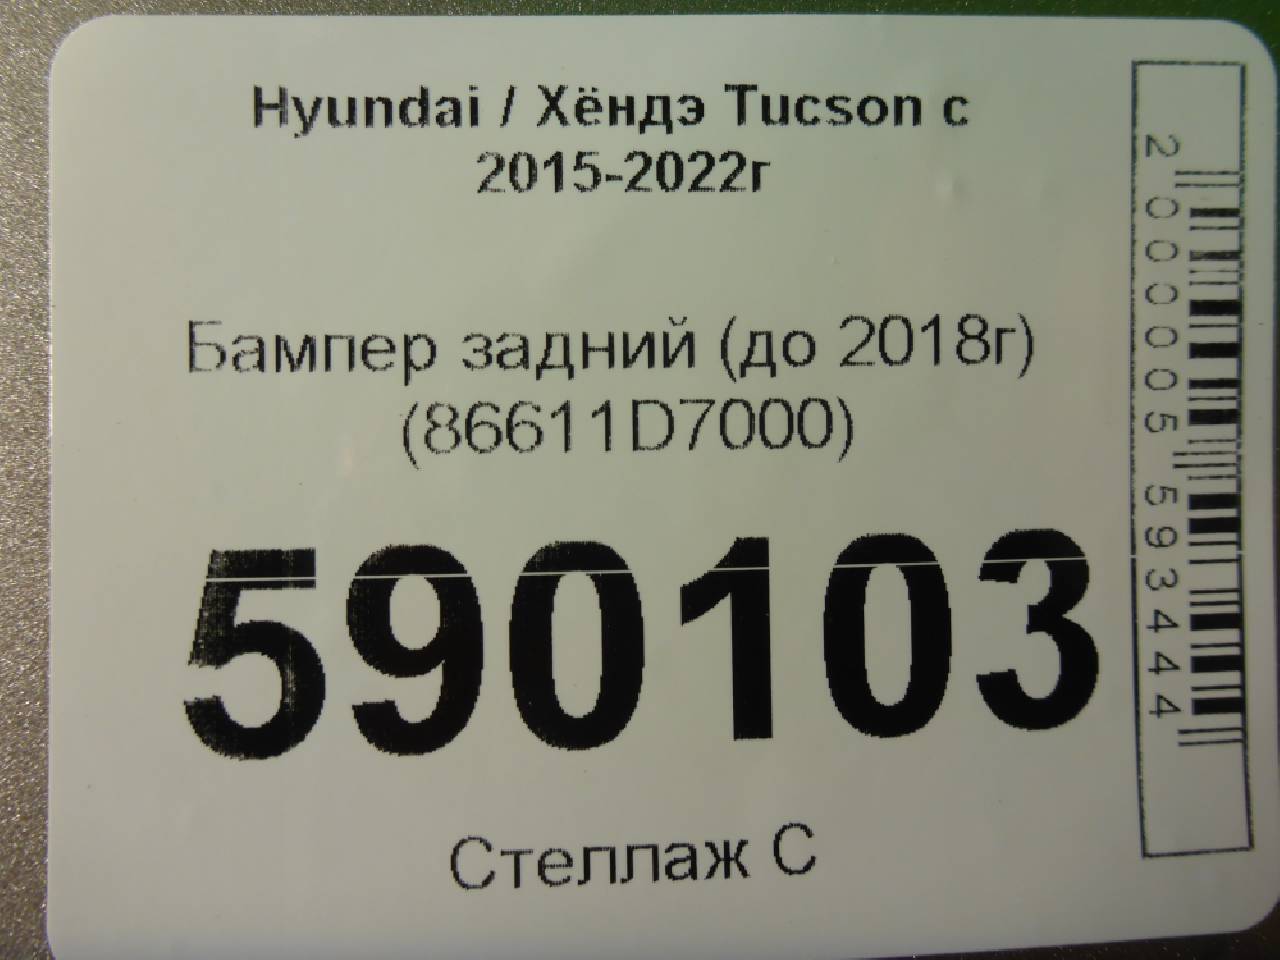 Hyundai / Хёндэ Tucson с
2015-2022г
Бампер задний (до 2018г)
(86611D7000)
590103
Стеллаж С
2000005593444